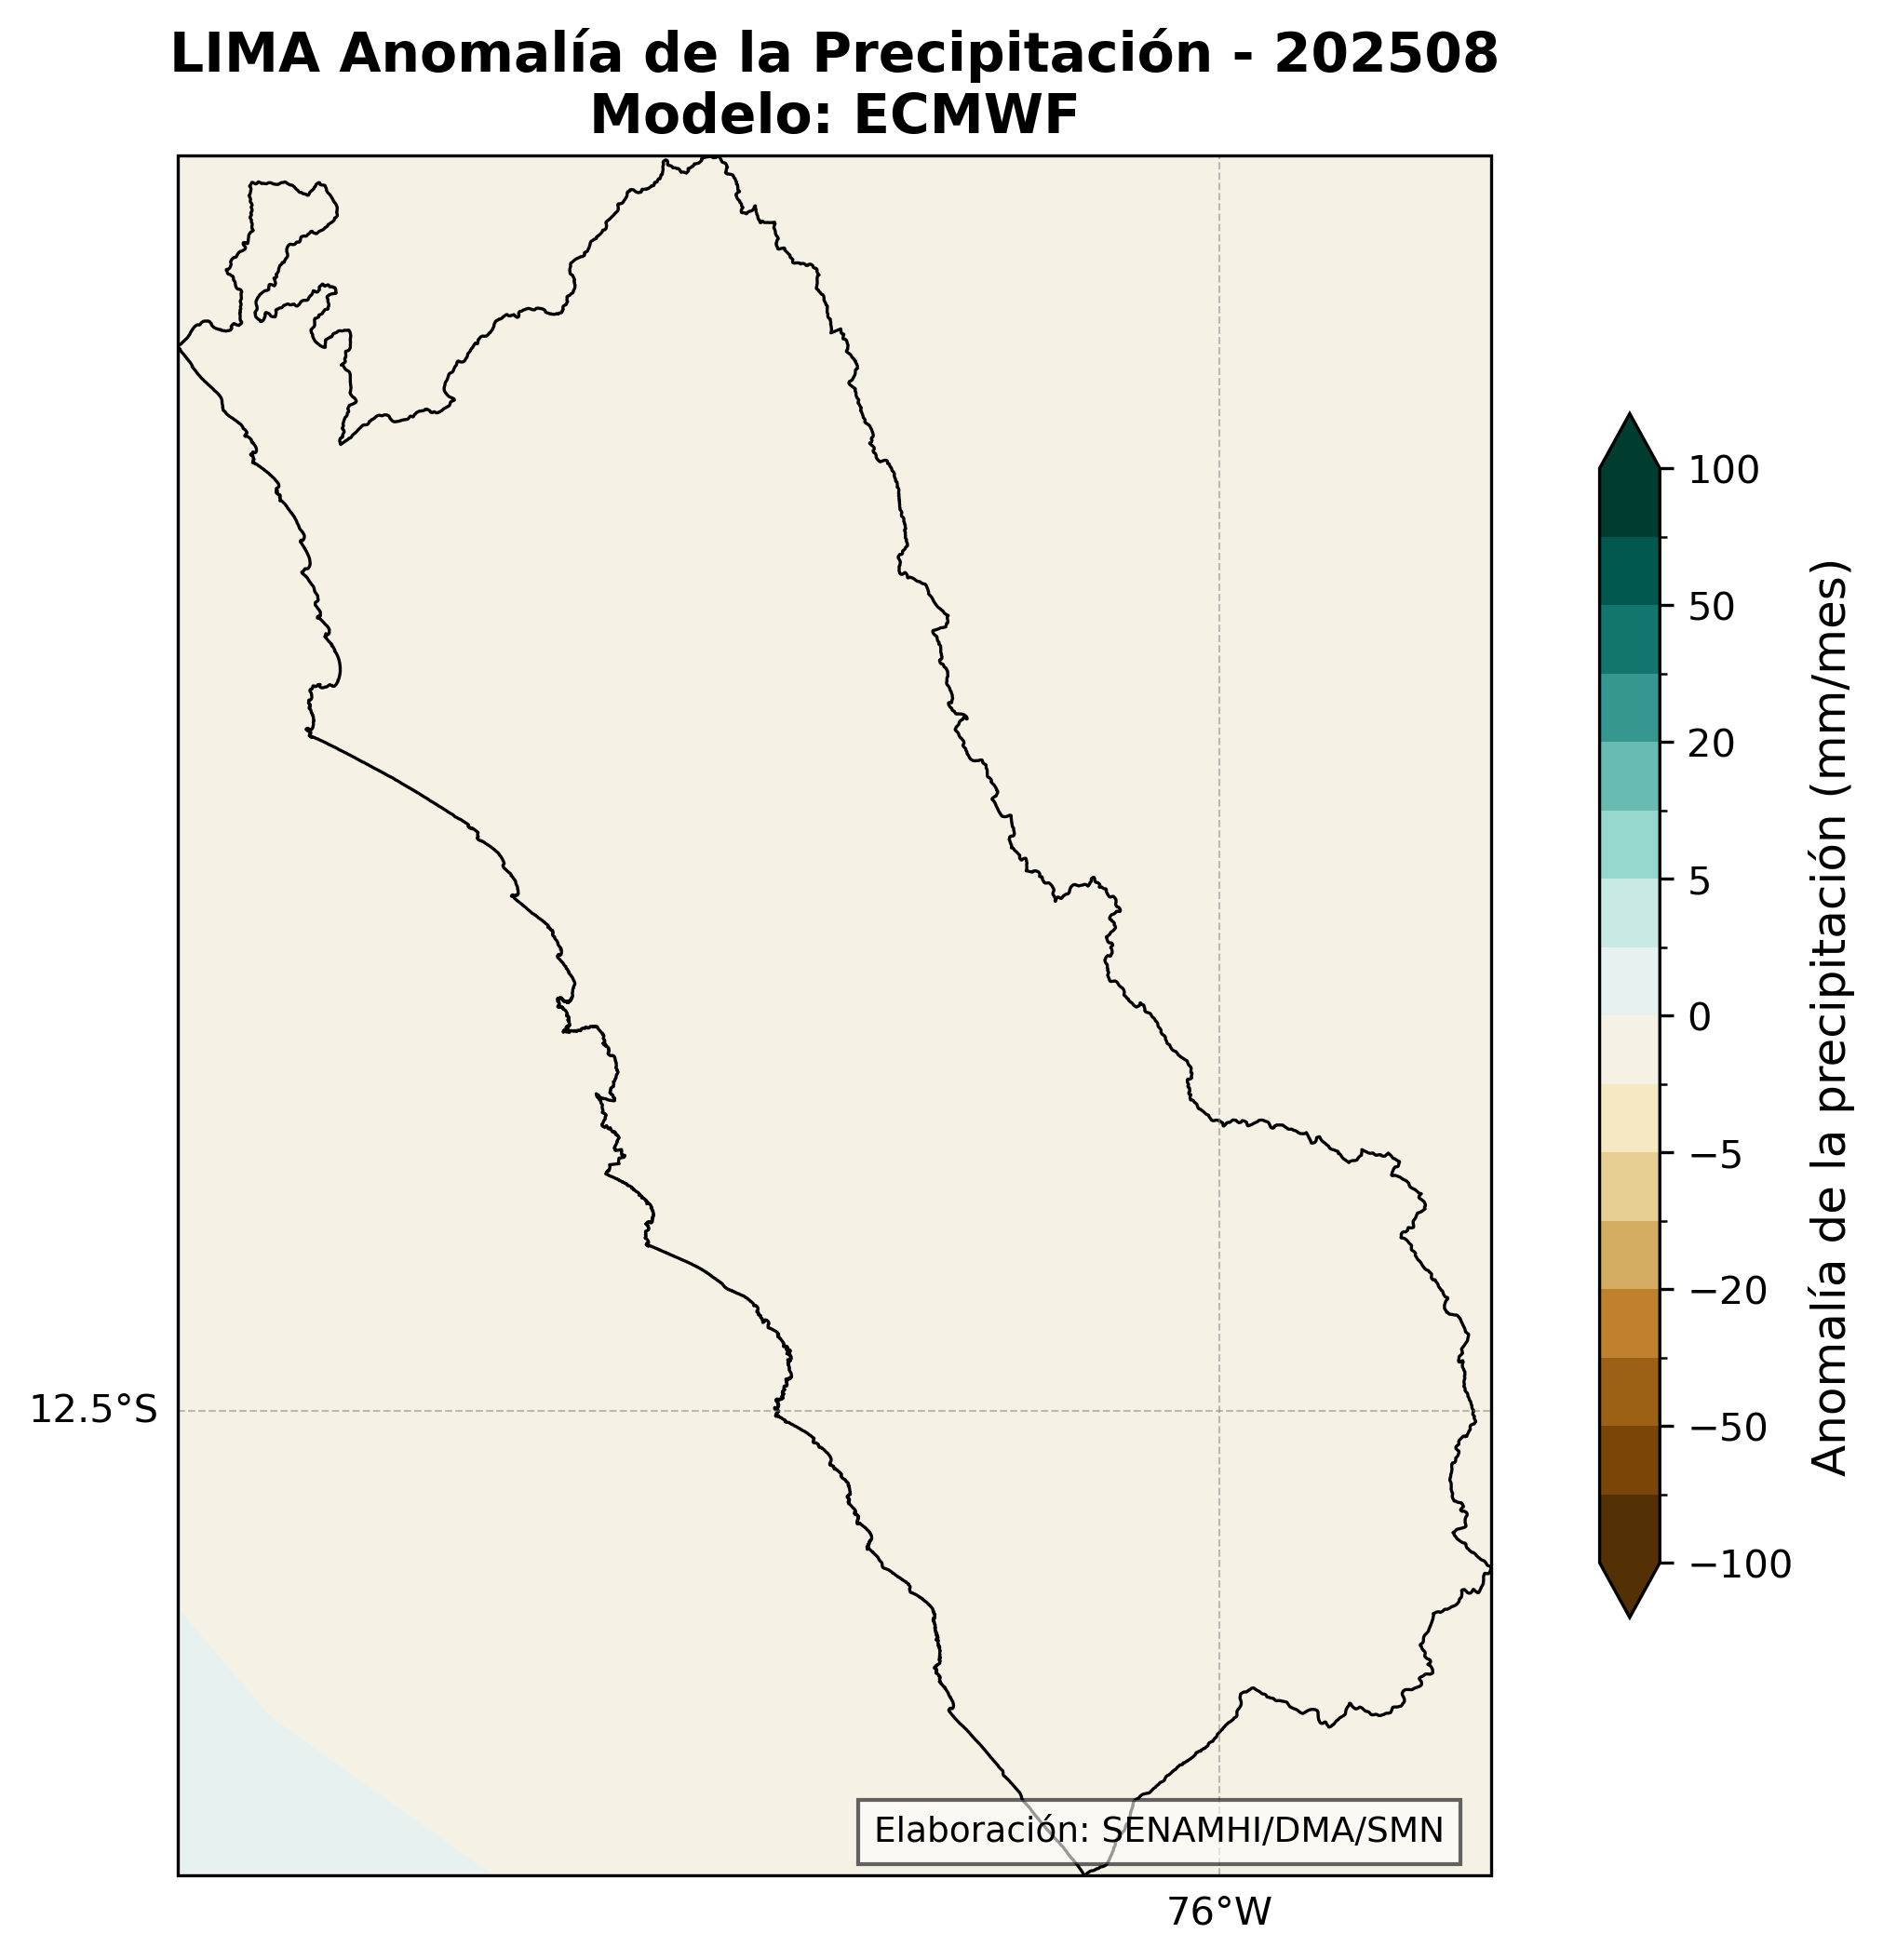 LIMA Anomalía de la Precipitación - 202508
Modelo: ECMWF
100
50
20
5
0
−5
−20
−50
−100
Anomalía de la precipitación (mm/mes)
12.5°S
Elaboración: SENAMHI/DMA/SMN
76°W